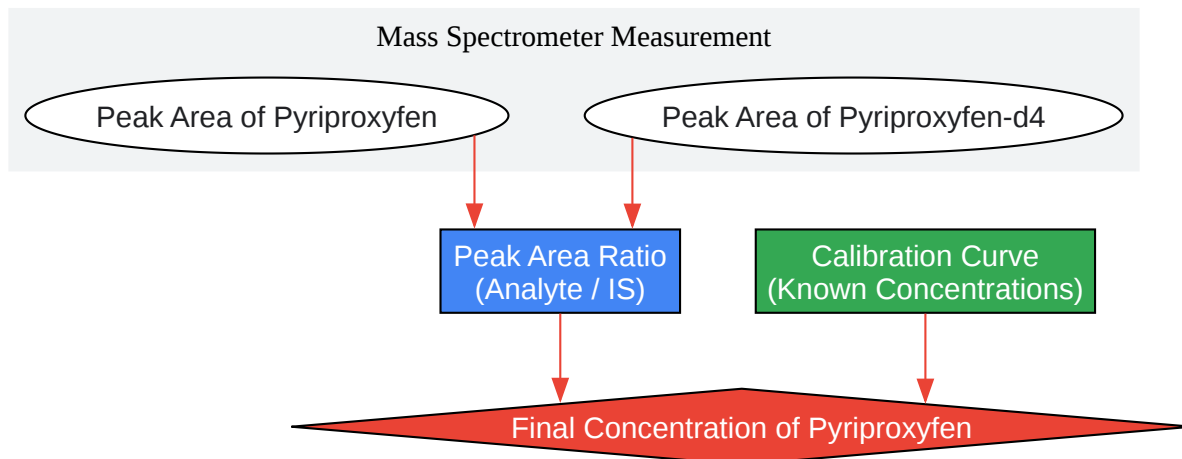 Mass Spectrometer Measurement
Peak Area of Pyriproxyfen
Peak Area of Pyriproxyfen-d4
Peak Area Ratio
(Analyte / IS)
Calibration Curve
(Known Concentrations)
Final Concentration of Pyriproxyfen